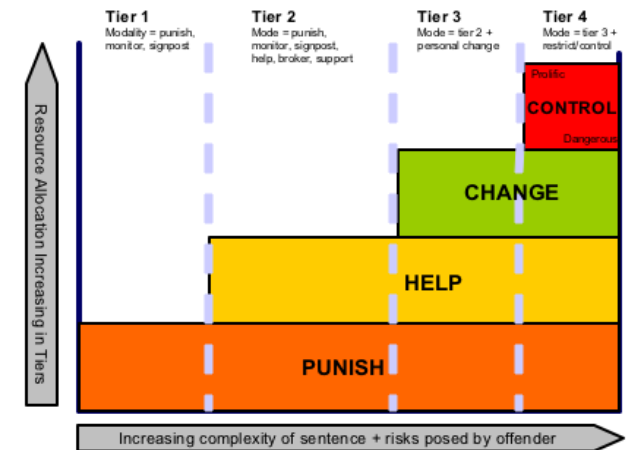 Tier 1
Modality = punish,
monitor, signpost
Tier 2
Mode = punish,
monitor, signpost,
help, broker, support
Tier 3
Mode = tier 2 +
personal change
Tier 4
Mode = tier 3 +
restrict/control
Resource Allocation Increasing in Tiers
Prolific
CONTROL
Dangerous
CHANGE
HELP
PUNISH
Increasing complexity of sentence + risks posed by offender